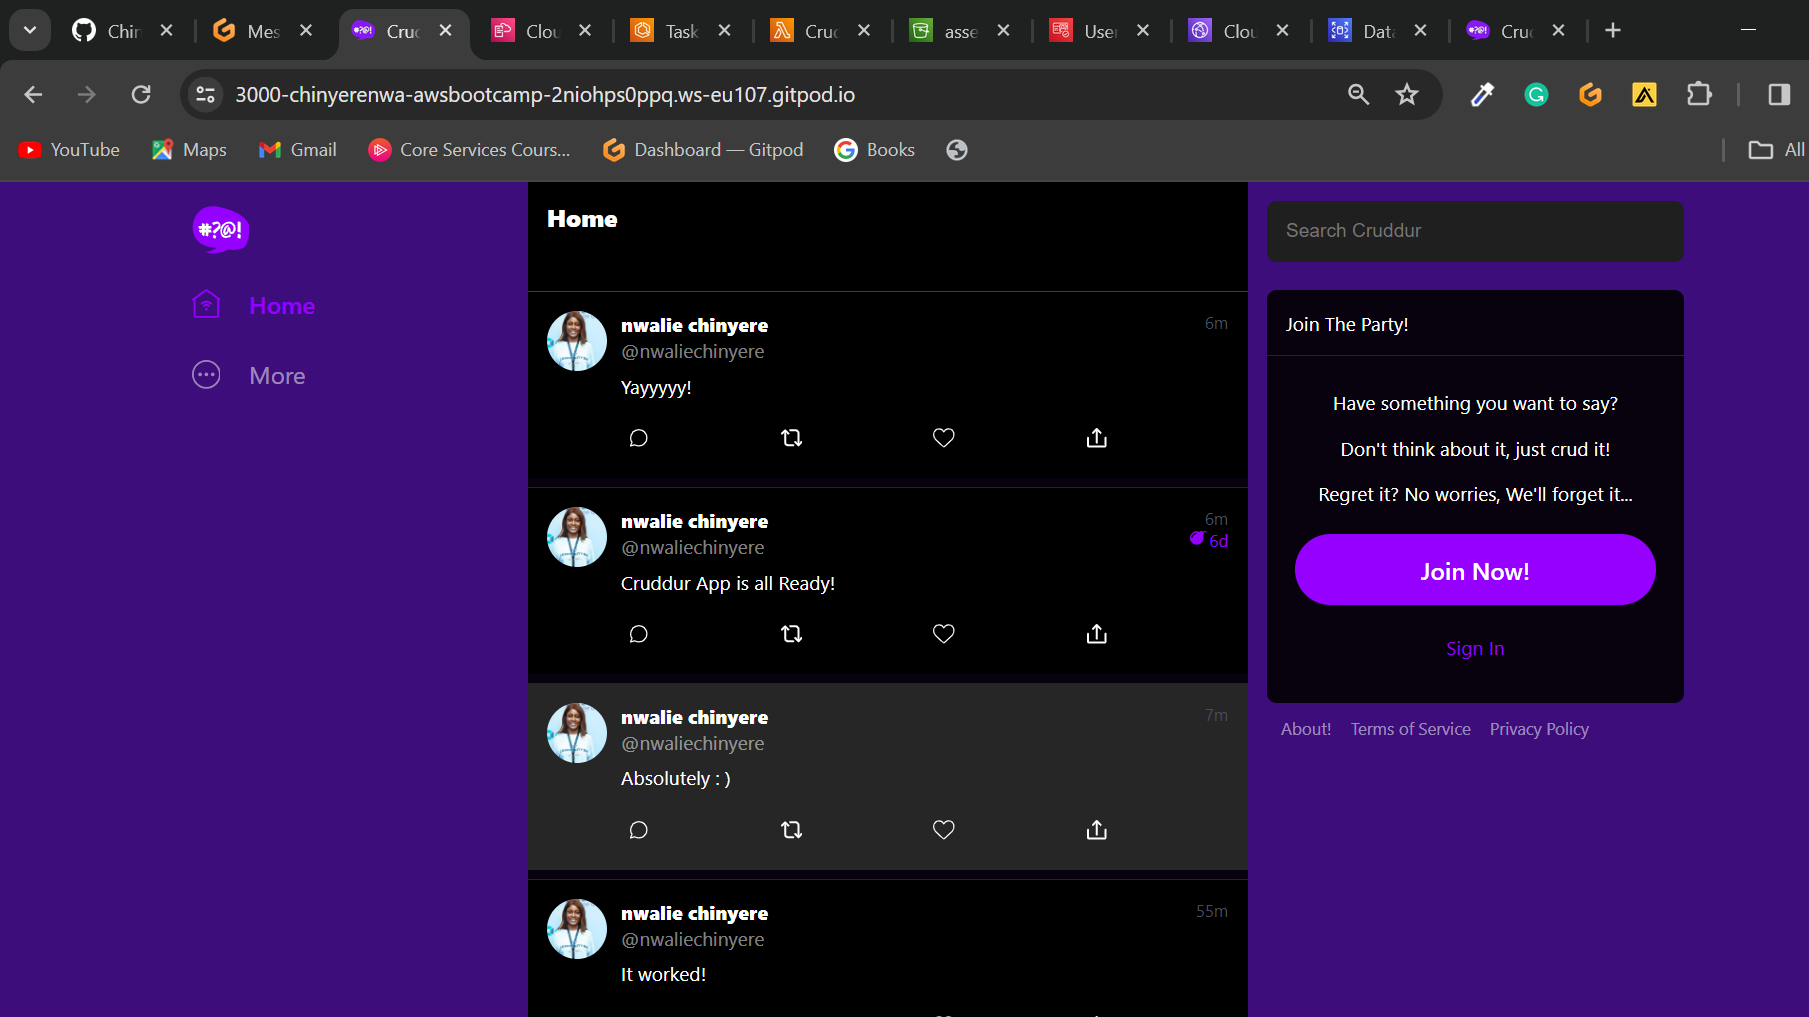 Chin
Mes
Crud
Clou
Task
Crud
asse
User
Clou
Data
Crud
3000-chinyerenwa-awsbootcamp-2niohps0ppq.ws-eu107.gitpod.io
YouTube
Maps
Gmail
Core Services Cours...
Dashboard — Gitpod
Books
All
#?@!
Home
More
Home
nwalie chinyere
6m
@nwaliechinyere
Yayyyyy!
nwalie chinyere
6m
@nwaliechinyere
6d
Cruddur App is all Ready!
nwalie chinyere
7m
@nwaliechinyere
Absolutely : )
nwalie chinyere
55m
@nwaliechinyere
It worked!
Search Cruddur
Join The Party!
Have something you want to say?
Don't think about it, just crud it!
Regret it? No worries, We'll forget it...
Join Now!
Sign In
About!
Terms of Service
Privacy Policy